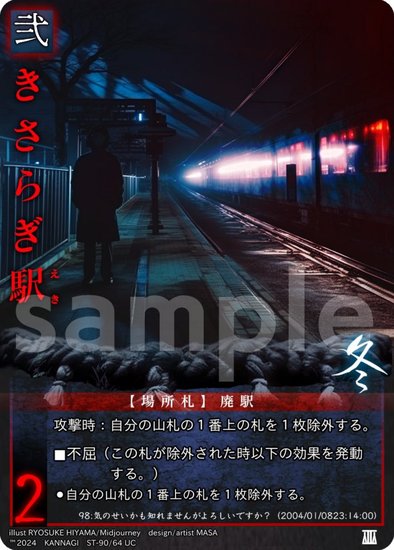 弐
きさらぎ駅
えき
sample
冬
【場所札】 廃駅
攻撃時：自分の山札の１番上の札を１枚除外する。
■不屈（この札が除外された時以下の効果を発動
する。）
●自分の山札の１番上の札を１枚除外する。
2
98:気のせいかも知れませんがよろしいですか？ (2004/01/0823:14:00)
illust RYOSUKE HIYAMA/Midjourney design/artist MASA
™2024 KANNAGI ST-90/64 UC